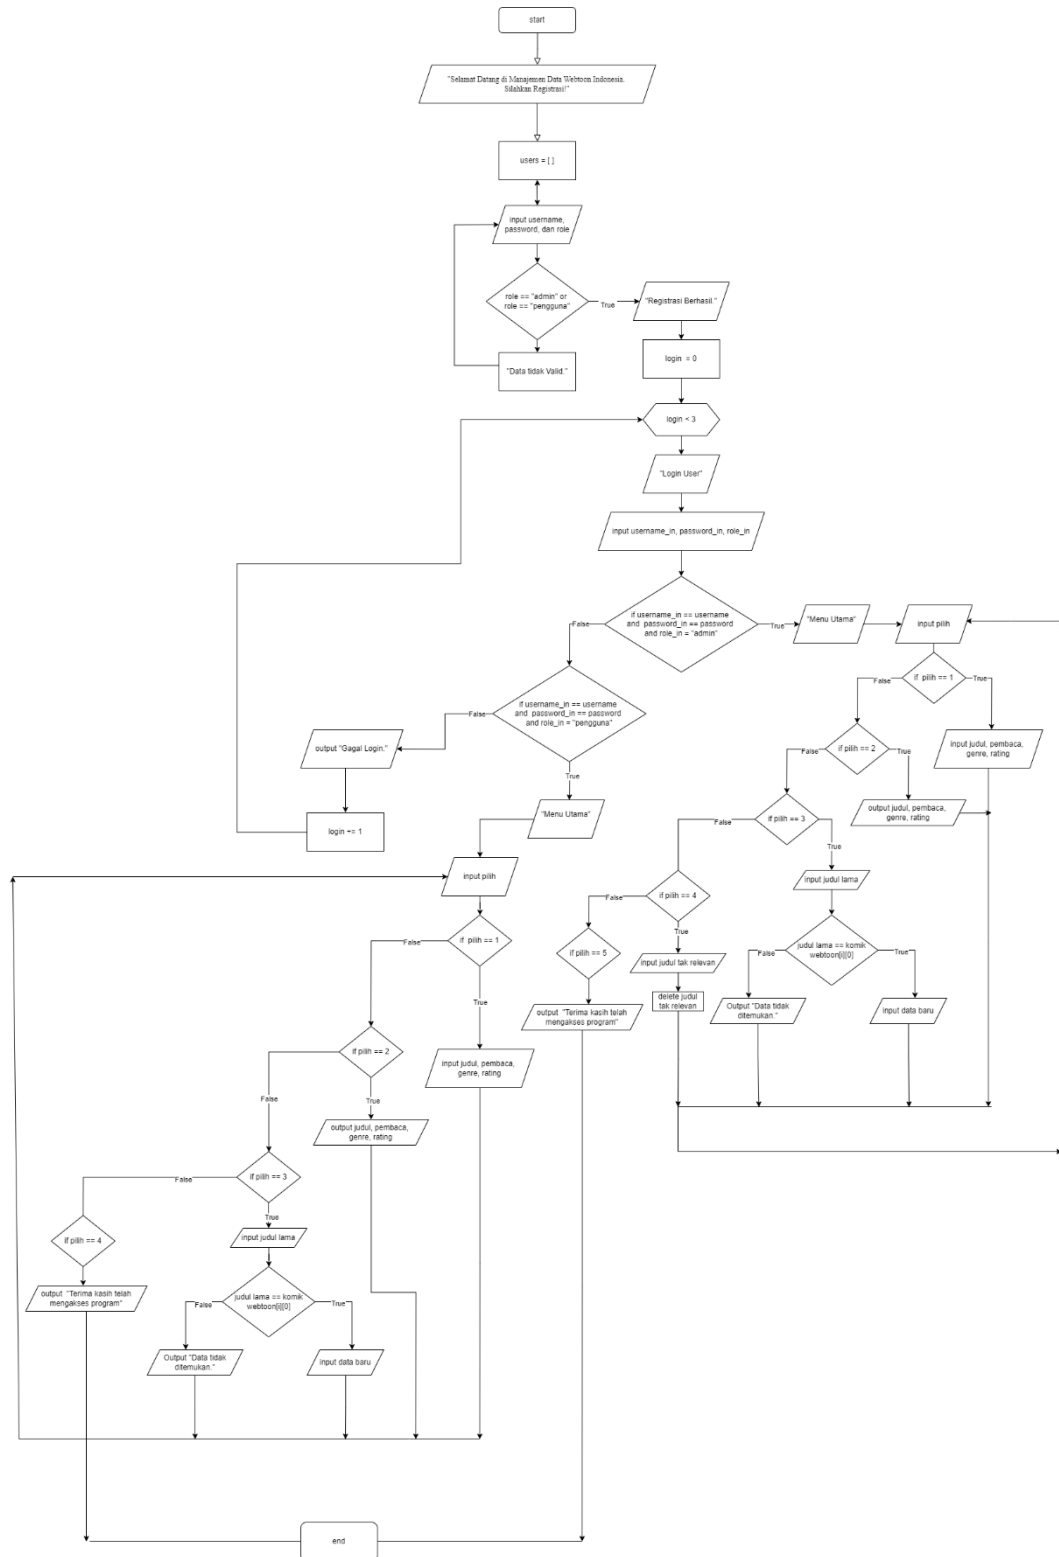 start
"Selamat Datang di Manajemen Data Webtoon Indonesia.
Silahkan Registrasi!"
users = [ ]
input username,
password, dan role
role == "admin" or
role == "pengguna"
True
"Registrasi Berhasil."
"Data tidak Valid."
login = 0
login < 3
"Login User"
input username_in, password_in, role_in
if username_in == username
and password_in == password
and role_in = "admin"
False
True
"Menu Utama"
input pilih
if pilih == 1
False
True
input judul, pembaca,
genre, rating
if pilih == 2
False
True
output judul, pembaca,
genre, rating
if pilih == 3
False
True
input judul lama
judul lama == komik
webtoon[i][0]
False
True
Output "Data tidak
ditemukan."
input data baru
if pilih == 4
False
True
input judul tak relevan
delete judul
tak relevan
if pilih == 5
output "Terima kasih telah
mengakses program"
if username_in == username
and password_in == password
and role_in = "pengguna"
False
True
output "Gagal Login."
login += 1
"Menu Utama"
input pilih
if pilih == 1
False
True
input judul, pembaca,
genre, rating
if pilih == 2
False
True
output judul, pembaca,
genre, rating
if pilih == 3
False
True
input judul lama
judul lama == komik
webtoon[i][0]
False
True
Output "Data tidak
ditemukan."
input data baru
if pilih == 4
output "Terima kasih telah
mengakses program"
end